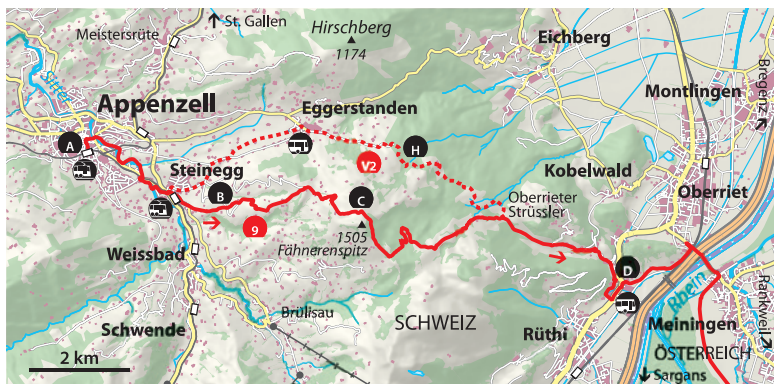 St. Gallen
Meistersrüte
Hirschberg
1174
Eichberg
Bregenz
Sitter
Appenzell
Eggerstanden
Montlingen
A
H
V2
Steinegg
Kobelwald
B
C
Oberrieter
Strüssler
Oberriet
9
1505
Fähnerenspitz
Weissbad
D
Rhein
Rankweil
Brülisau
SCHWEIZ
Schwende
Rüthi
Meiningen
ÖSTERREICH
2 km
Sargans